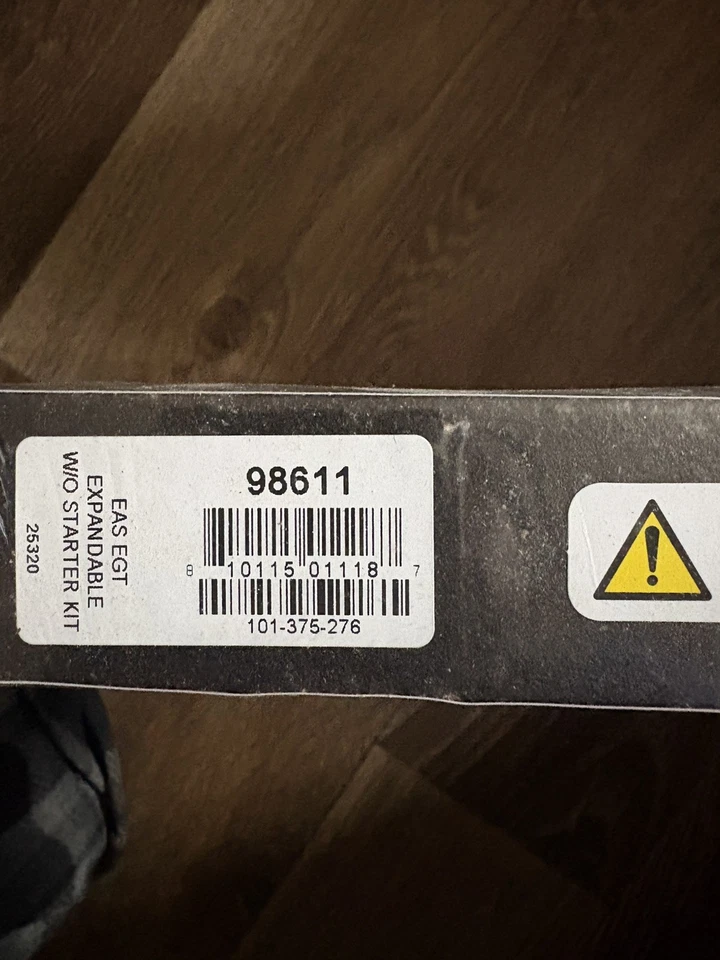 98611
8 10115 01118 7
101-375-276
EAS EGT
EXPANDABLE
W/O STARTER KIT
25320